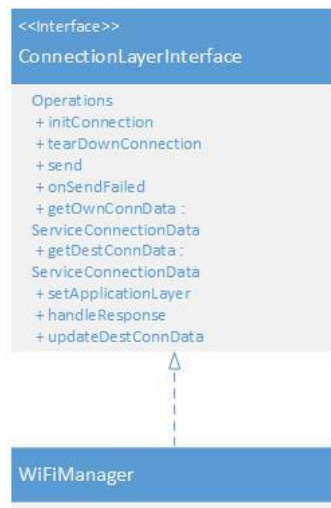 <<Interface>>
ConnectionLayerInterface
Operations
+ initConnection
+ tearDownConnection
+ send
+ onSendFailed
+ getOwnConnData :
ServiceConnectionData
+ getDestConnData :
ServiceConnectionData
+ setApplicationLayer
+ handleResponse
+ updateDestConnData
WiFiManager